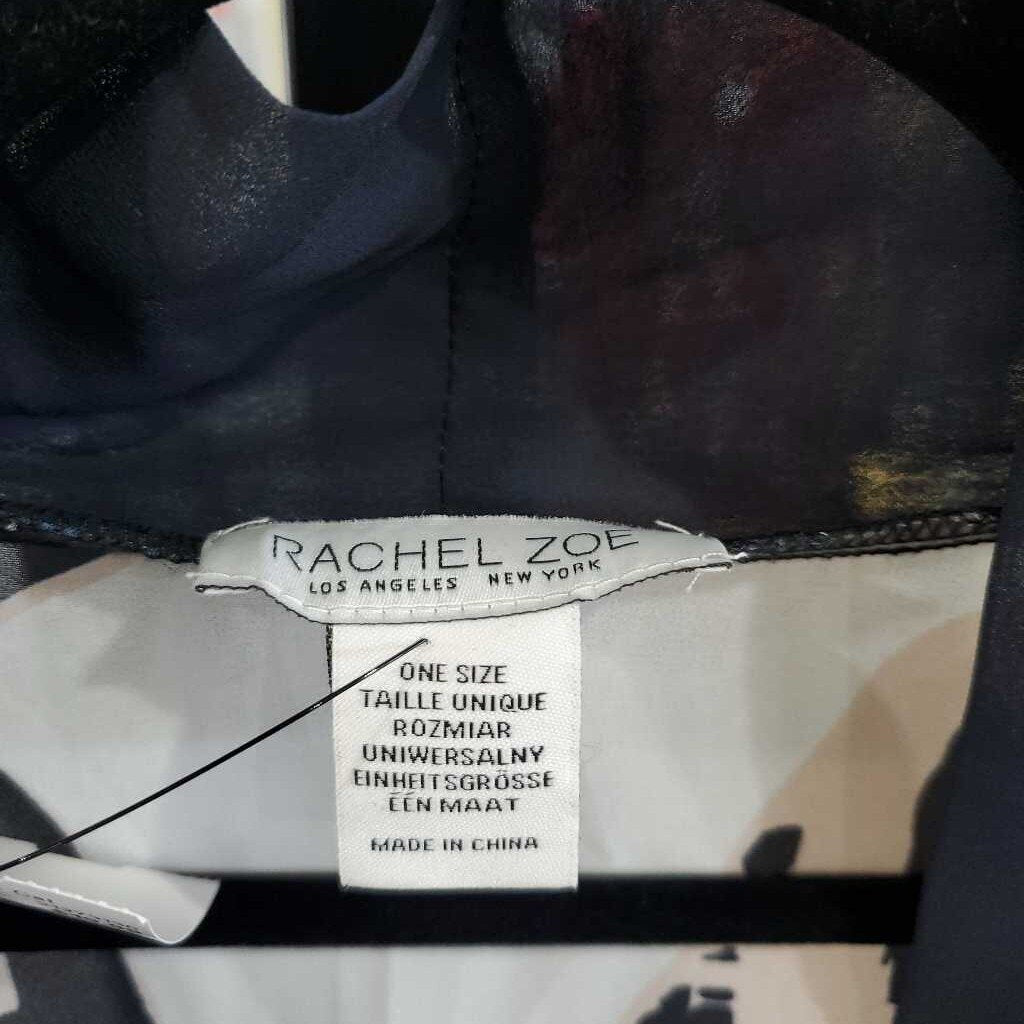 RACHEL ZOE
LOS ANGELES NEW YORK
ONE SIZE
TAILLE UNIQUE
ROZMIAR
UNIWERSALNY
EINHEITSGRÖSSE
ÉÉN MAAT
MADE IN CHINA